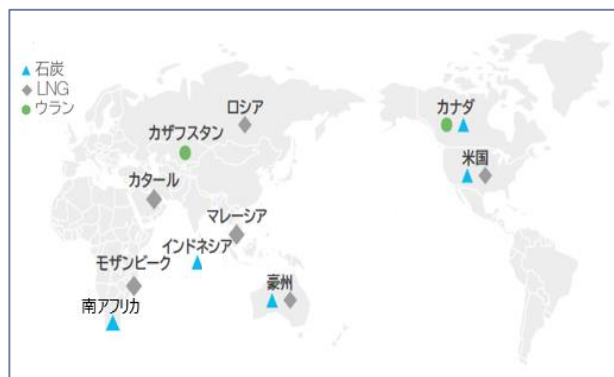 石炭
LNG
ウラン
ロシア
カナダ
カザフスタン
米国
カタール
マレーシア
インドネシア
モザンビーク
豪州
南アフリカ